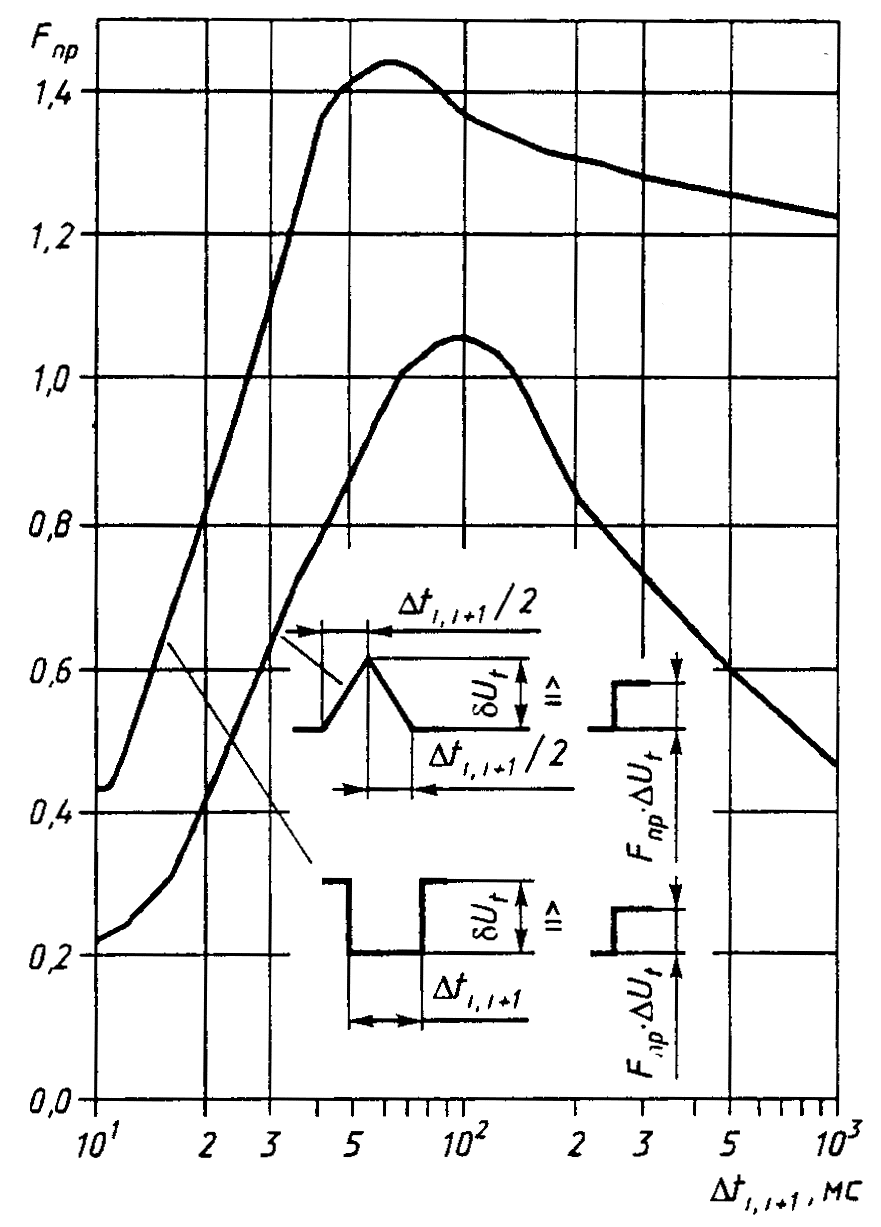 F пр
1,4
1,2
1,0
0,8
0,6
0,4
0,2
0,0
Δt i, i+1 / 2
δU t ≙
Δt i, i+1 / 2
F пр · ΔU t
δU t ≙
Δt i, i+1
F пр · ΔU t
10¹ 2 3 5 10² 2 3 5 10³
Δt i, i+1 , мс